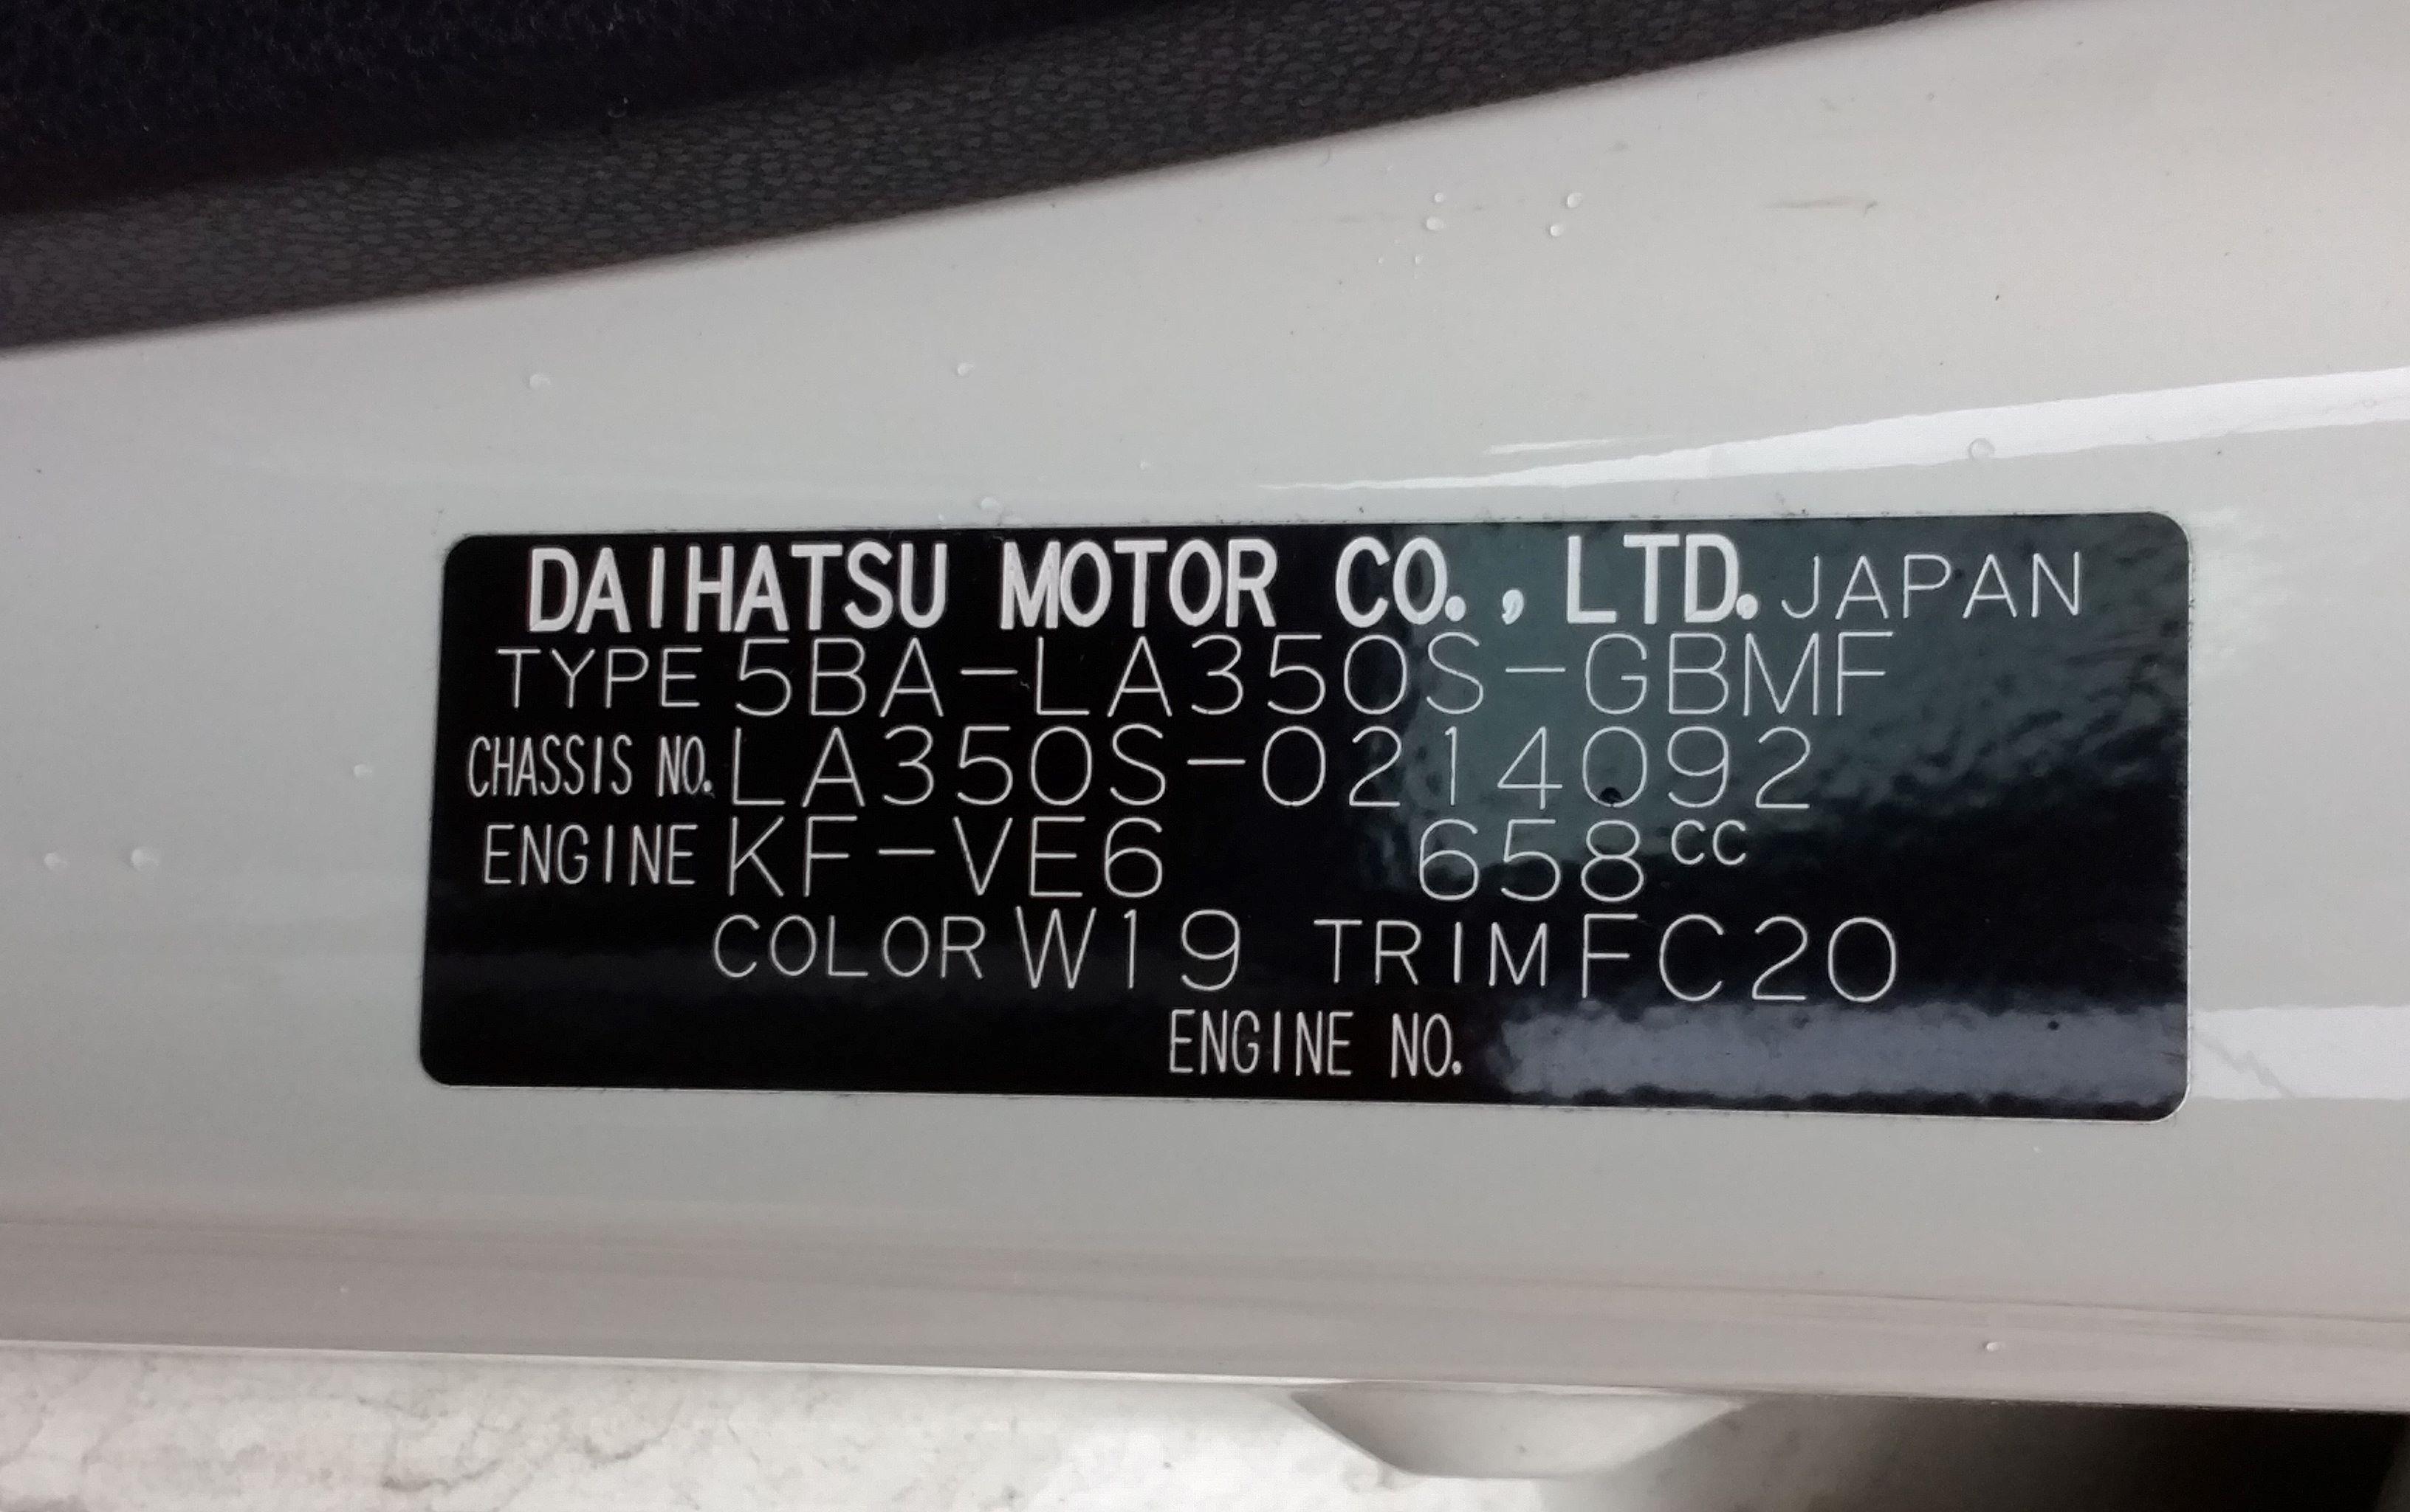 DAIHATSU MOTOR CO., LTD. JAPAN
TYPE 5BA-LA350S-GBMF
CHASSIS NO. LA350S-0214092
ENGINE KF-VE6 658cc
COLOR W19 TRIM FC20
ENGINE NO.